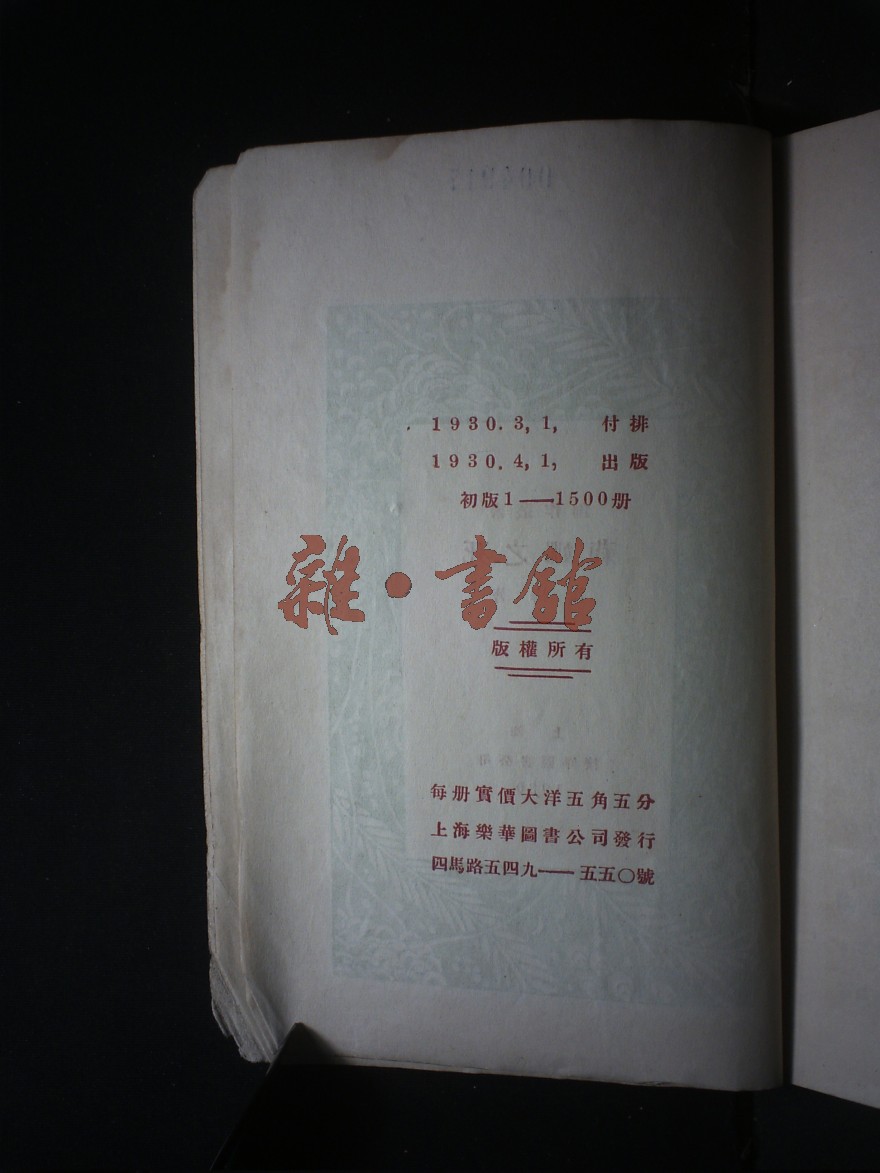 1930.3,1, 付排
1930.4,1, 出版
初版1——1500册
雜·書館
版權所有
每册實價大洋五角五分
上海樂華圖書公司發行
四馬路五四九——五五〇號